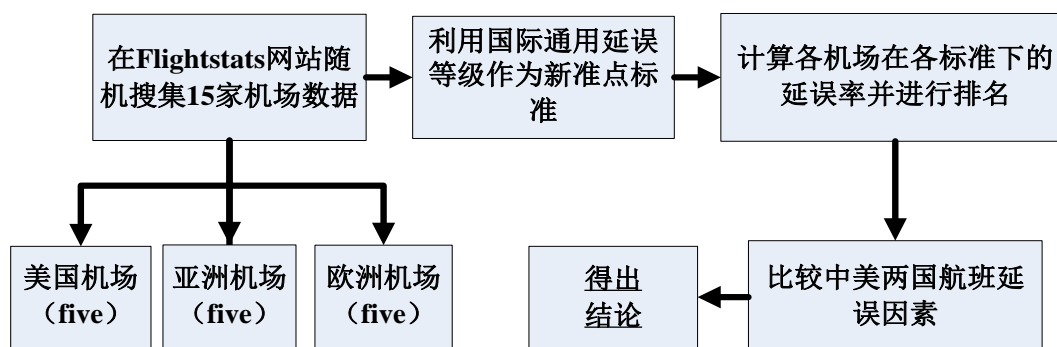 在Flightstats网站随
机搜集15家机场数据
利用国际通用延误
等级作为新准点标
准
计算各机场在各标准下的
延误率并进行排名
美国机场
（five）
亚洲机场
（five）
欧洲机场
（five）
得出
结论
比较中美两国航班延
误因素